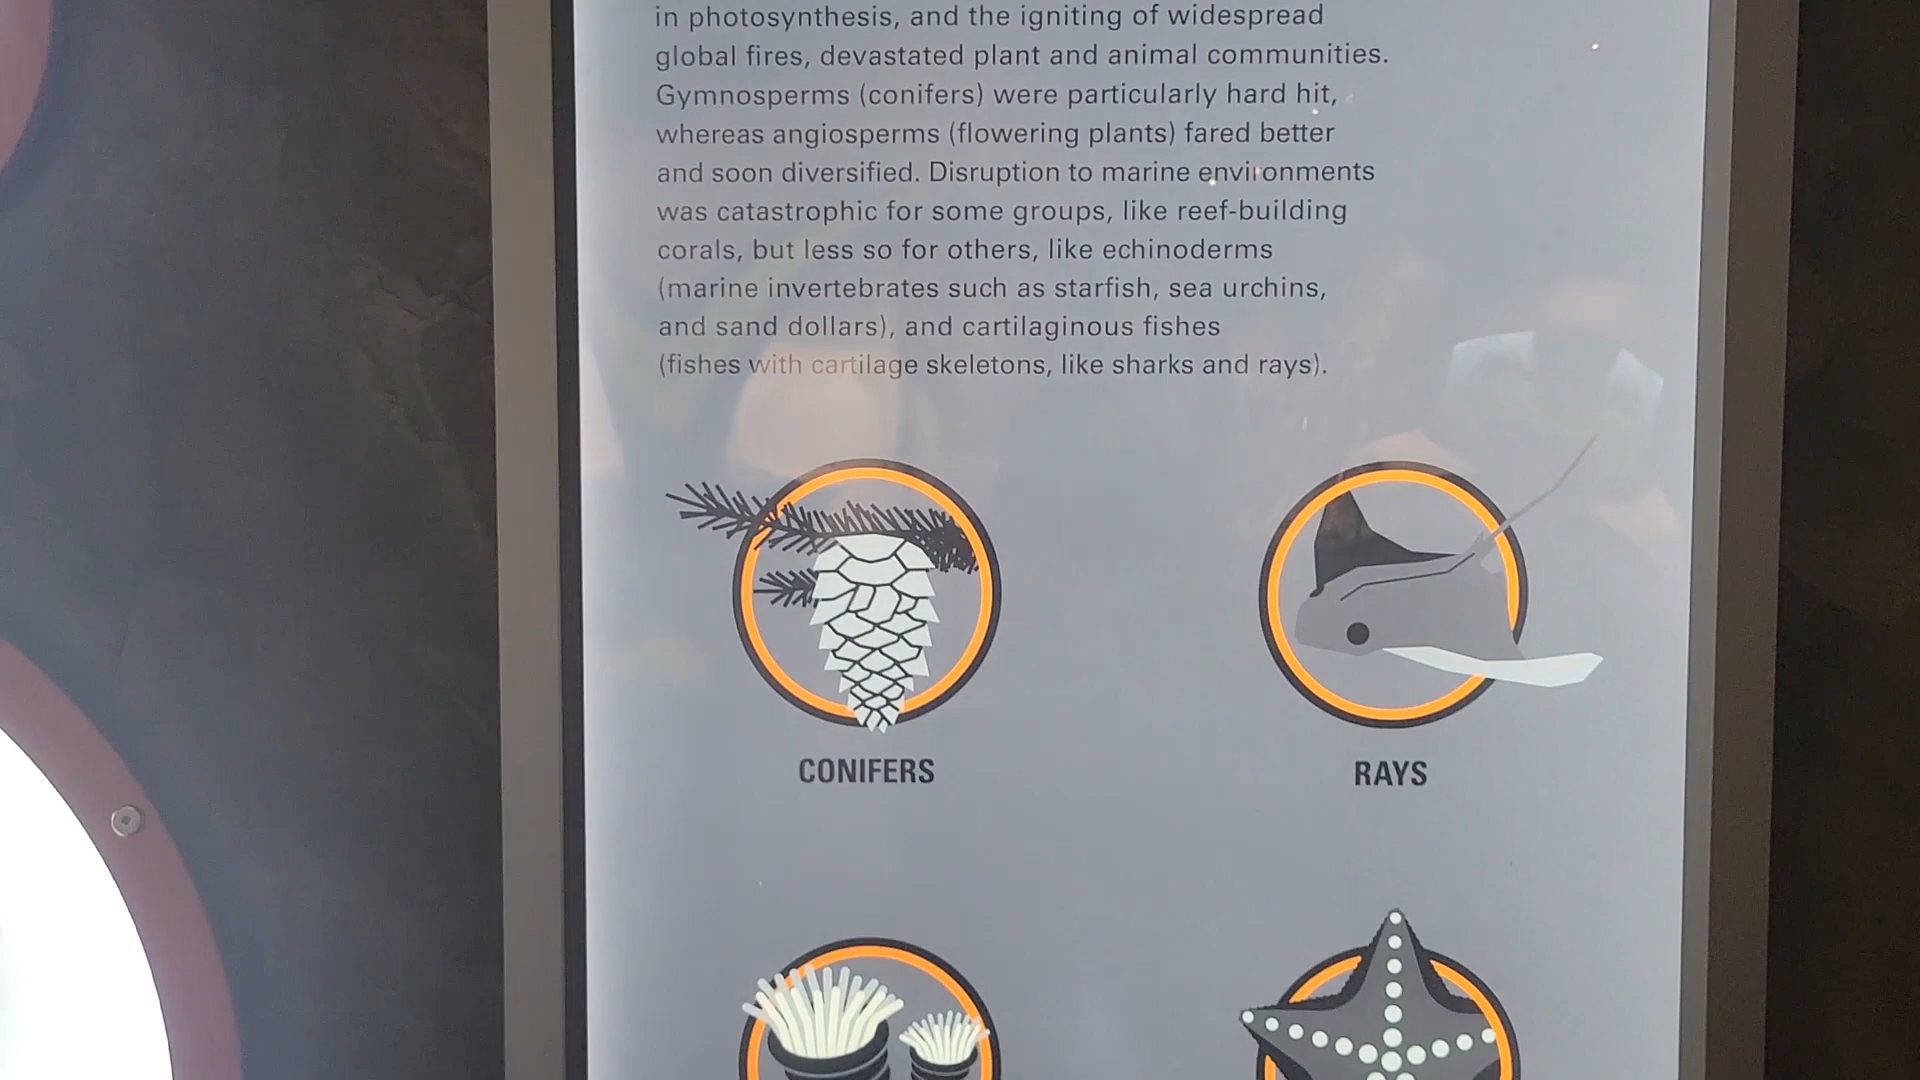 in photosynthesis, and the igniting of widespread
global fires, devastated plant and animal communities.
Gymnosperms (conifers) were particularly hard hit,
whereas angiosperms (flowering plants) fared better
and soon diversified. Disruption to marine environments
was catastrophic for some groups, like reef-building
corals, but less so for others, like echinoderms
(marine invertebrates such as starfish, sea urchins,
and sand dollars), and cartilaginous fishes
(fishes with cartilage skeletons, like sharks and rays).
CONIFERS
RAYS